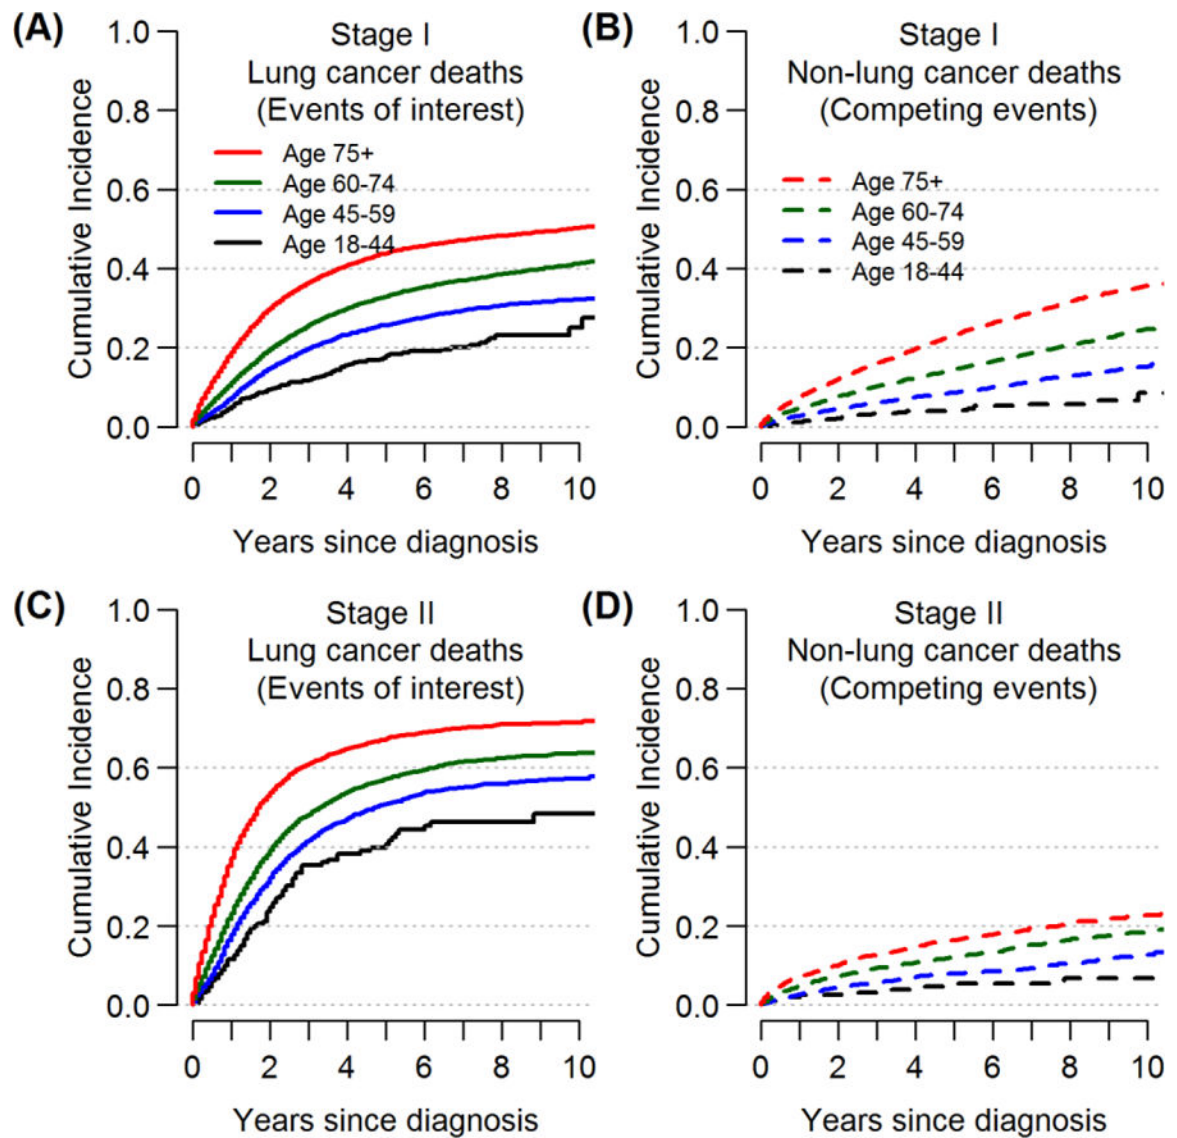 (A)
Stage I
Lung cancer deaths
(Events of interest)
Age 75+
Age 60-74
Age 45-59
Age 18-44
Cumulative Incidence
1.0
0.8
0.6
0.4
0.2
0.0
0 2 4 6 8 10
Years since diagnosis
(B)
Stage I
Non-lung cancer deaths
(Competing events)
Age 75+
Age 60-74
Age 45-59
Age 18-44
Cumulative Incidence
1.0
0.8
0.6
0.4
0.2
0.0
0 2 4 6 8 10
Years since diagnosis
(C)
Stage II
Lung cancer deaths
(Events of interest)
Cumulative Incidence
1.0
0.8
0.6
0.4
0.2
0.0
0 2 4 6 8 10
Years since diagnosis
(D)
Stage II
Non-lung cancer deaths
(Competing events)
Cumulative Incidence
1.0
0.8
0.6
0.4
0.2
0.0
0 2 4 6 8 10
Years since diagnosis